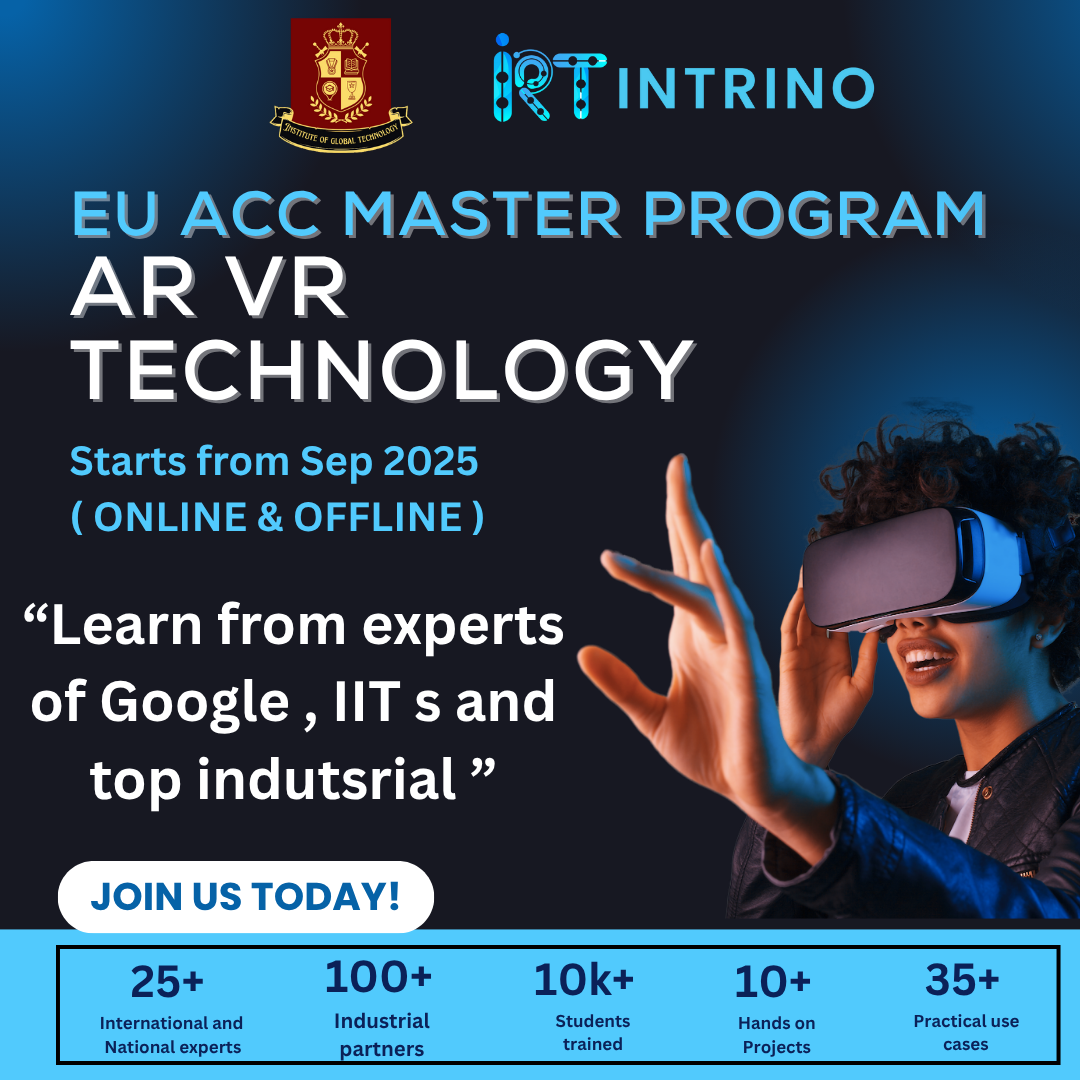 INSTITUTE OF GLOBAL TECHNOLOGY
iRT INTRINO
EU ACC MASTER PROGRAM
AR VR
TECHNOLOGY
Starts from Sep 2025
( ONLINE & OFFLINE )
“Learn from experts
of Google , IIT s and
top indutsrial ”
JOIN US TODAY!
25+
International and
National experts
100+
Industrial
partners
10k+
Students
trained
10+
Hands on
Projects
35+
Practical use
cases